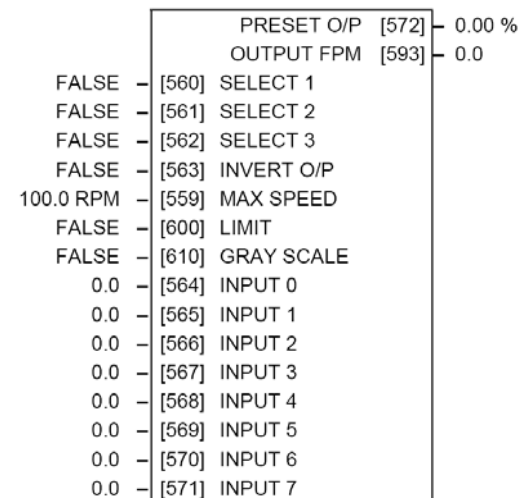 PRESET O/P [572] – 0.00 %
OUTPUT FPM [593] – 0.0
FALSE – [560] SELECT 1
FALSE – [561] SELECT 2
FALSE – [562] SELECT 3
FALSE – [563] INVERT O/P
100.0 RPM – [559] MAX SPEED
FALSE – [600] LIMIT
FALSE – [610] GRAY SCALE
0.0 – [564] INPUT 0
0.0 – [565] INPUT 1
0.0 – [566] INPUT 2
0.0 – [567] INPUT 3
0.0 – [568] INPUT 4
0.0 – [569] INPUT 5
0.0 – [570] INPUT 6
0.0 – [571] INPUT 7